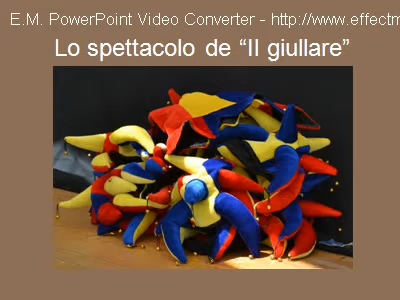 E.M. PowerPoint Video Converter - http://www.effectm
Lo spettacolo de “Il giullare”